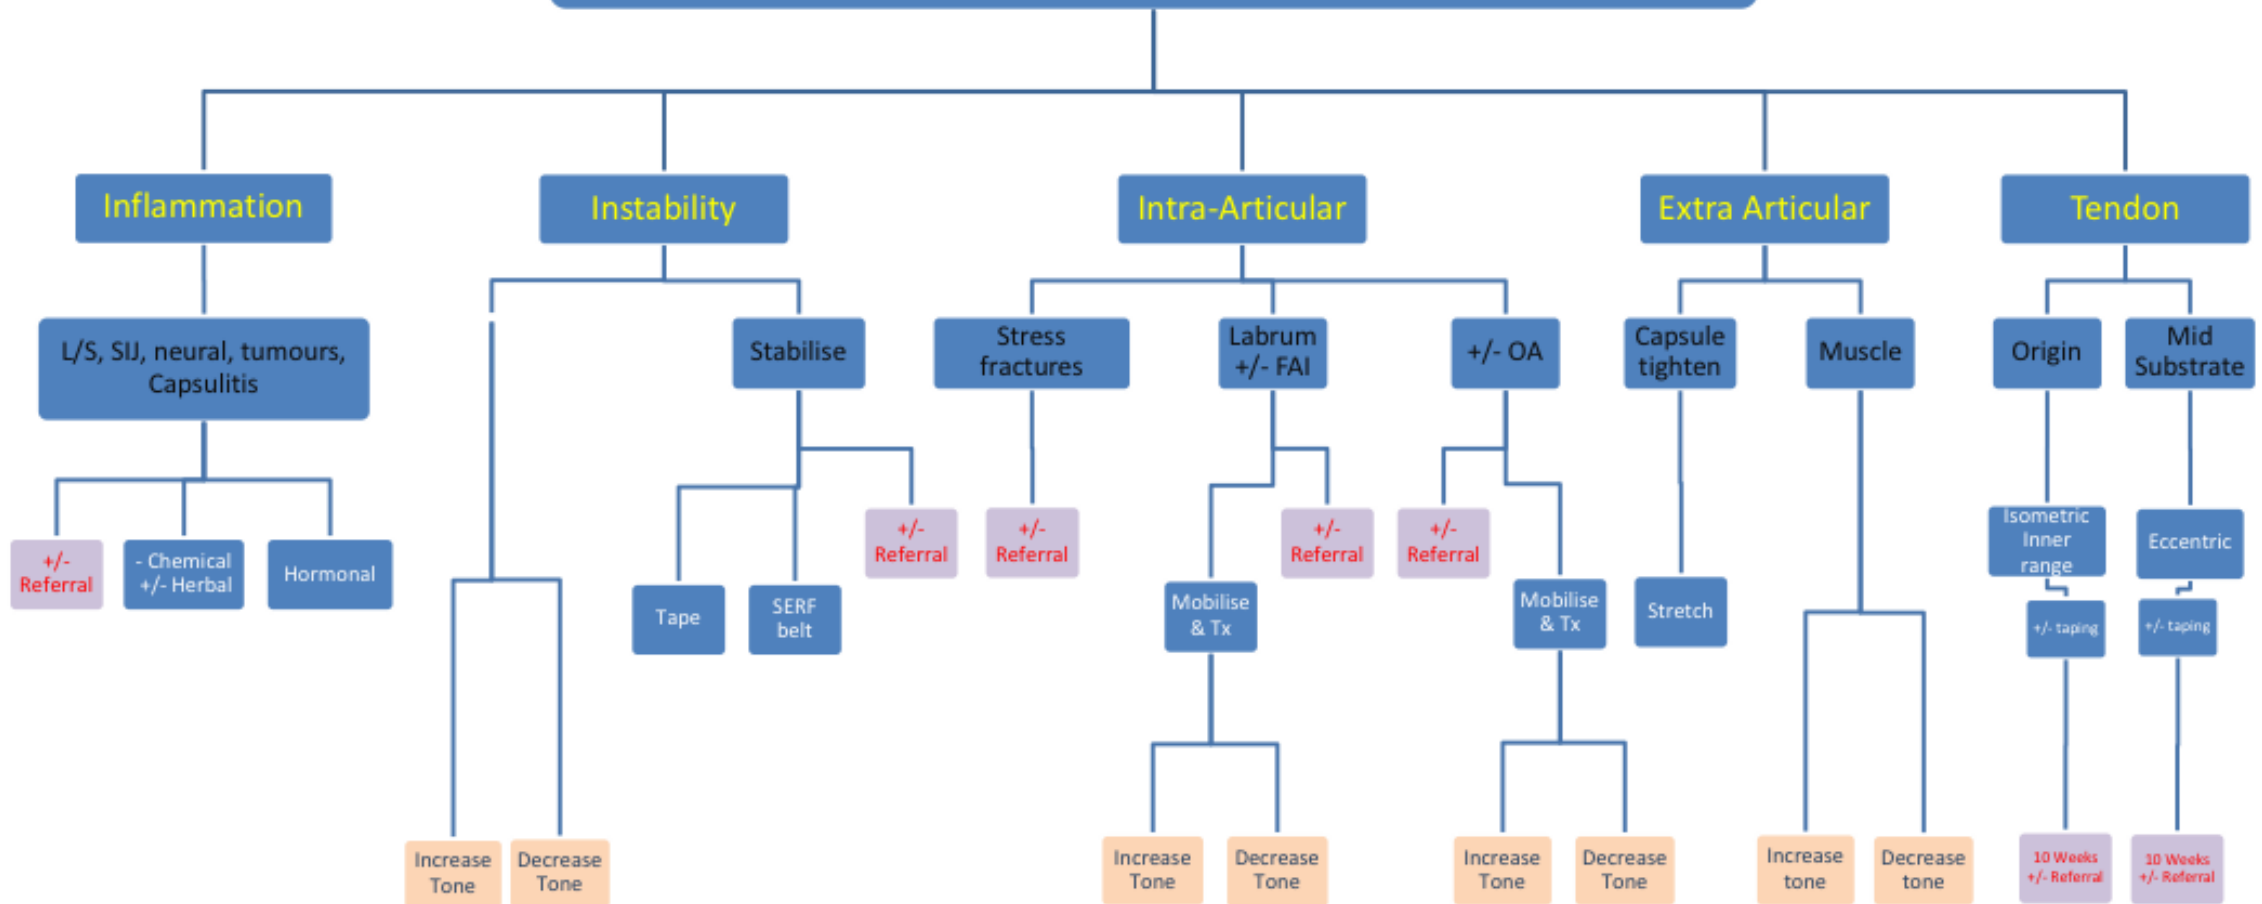 Inflammation
Instability
Intra-Articular
Extra Articular
Tendon
L/S, SIJ, neural, tumours,
Capsulitis
Stabilise
Stress
fractures
Labrum
+/- FAI
+/- OA
Capsule
tighten
Muscle
Origin
Mid
Substrate
+/-
Referral
- Chemical
+/- Herbal
Hormonal
Tape
SERF
belt
+/-
Referral
+/-
Referral
Mobilise
& Tx
+/-
Referral
+/-
Referral
Mobilise
& Tx
Stretch
Isometric
Inner
range
Eccentric
+/- taping
+/- taping
Increase
Tone
Decrease
Tone
Increase
Tone
Decrease
Tone
Increase
Tone
Decrease
Tone
Increase
tone
Decrease
tone
10 Weeks
+/- Referral
10 Weeks
+/- Referral